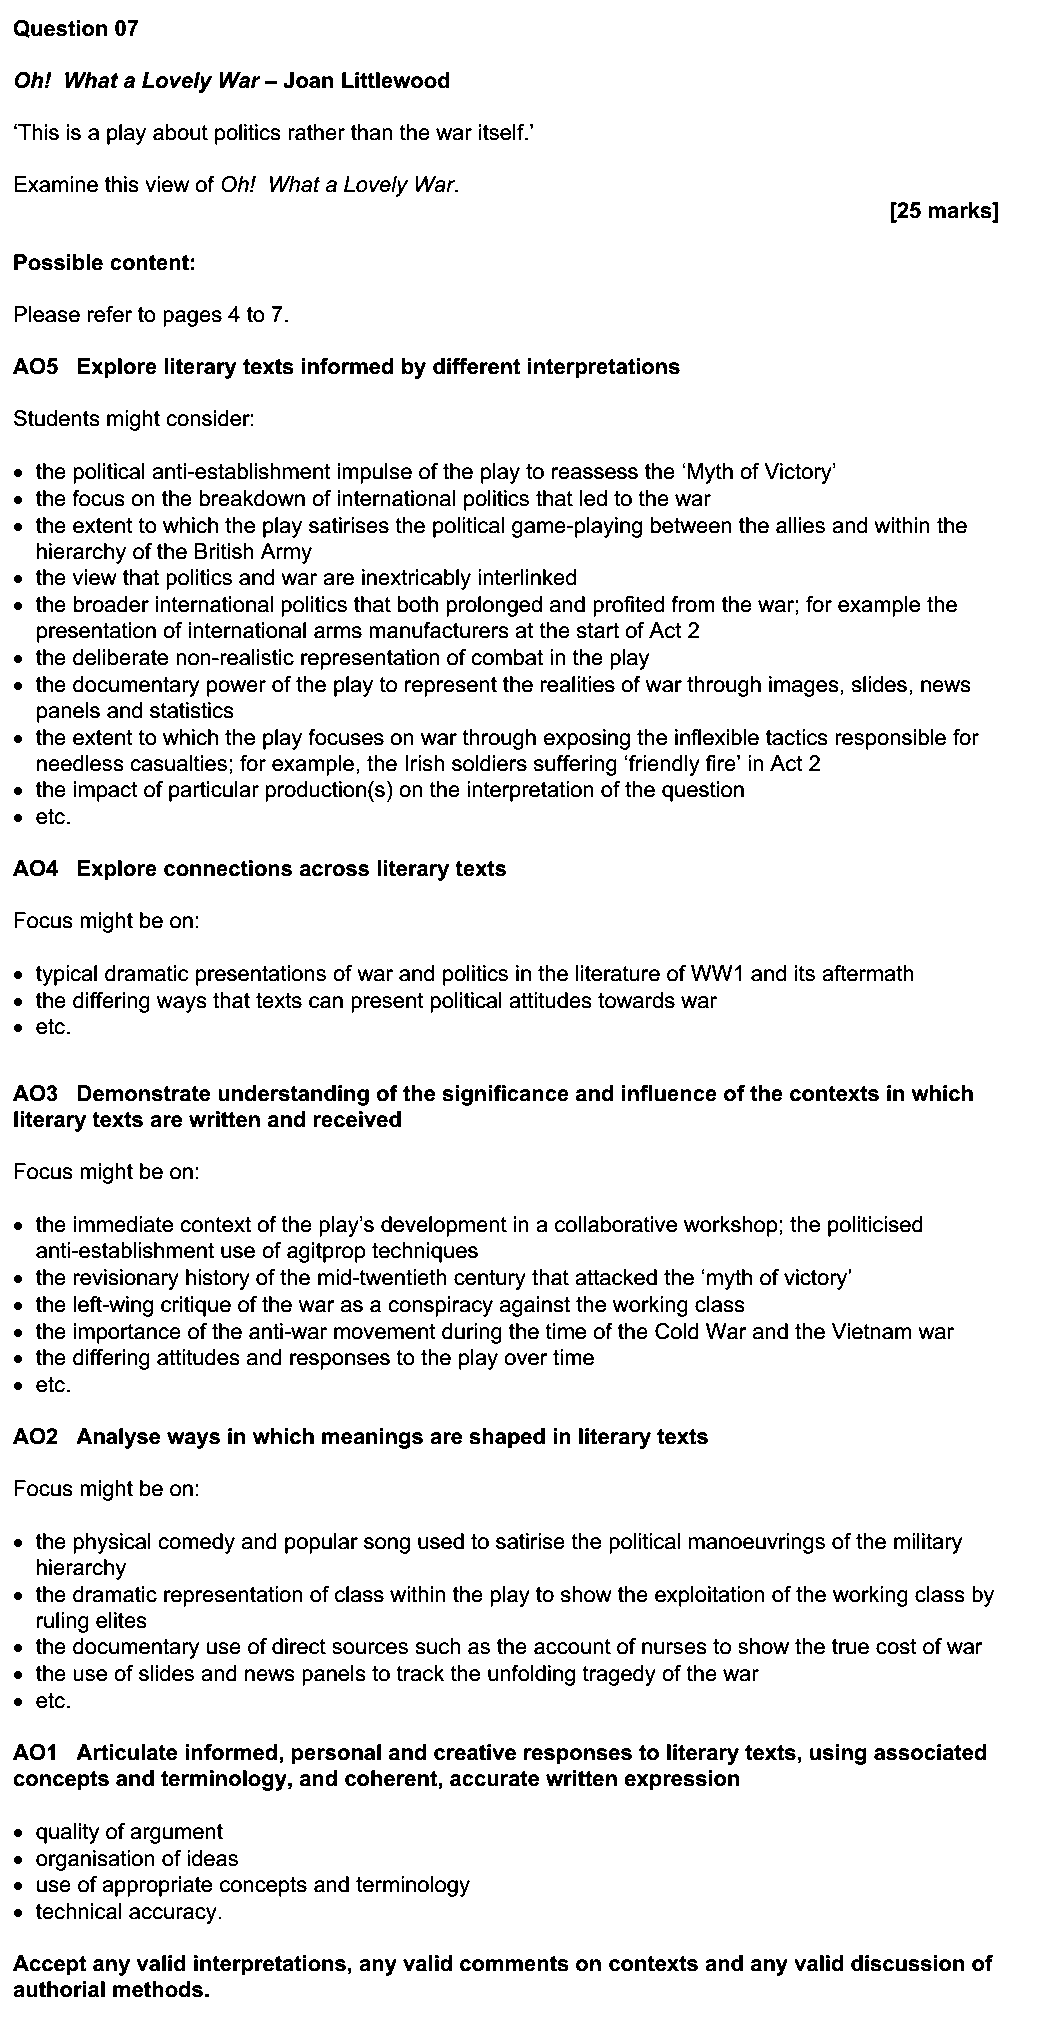 Question 07
Oh!  What a Lovely War – Joan Littlewood
‘This is a play about politics rather than the war itself.’
Examine this view of Oh!  What a Lovely War.
[25 marks]
Possible content:
Please refer to pages 4 to 7.
AO5   Explore literary texts informed by different interpretations
Students might consider:
• the political anti-establishment impulse of the play to reassess the ‘Myth of Victory’
• the focus on the breakdown of international politics that led to the war
• the extent to which the play satirises the political game-playing between the allies and within the
hierarchy of the British Army
• the view that politics and war are inextricably interlinked
• the broader international politics that both prolonged and profited from the war; for example the
presentation of international arms manufacturers at the start of Act 2
• the deliberate non-realistic representation of combat in the play
• the documentary power of the play to represent the realities of war through images, slides, news
panels and statistics
• the extent to which the play focuses on war through exposing the inflexible tactics responsible for
needless casualties; for example, the Irish soldiers suffering ‘friendly fire’ in Act 2
• the impact of particular production(s) on the interpretation of the question
• etc.
AO4   Explore connections across literary texts
Focus might be on:
• typical dramatic presentations of war and politics in the literature of WW1 and its aftermath
• the differing ways that texts can present political attitudes towards war
• etc.
AO3   Demonstrate understanding of the significance and influence of the contexts in which
literary texts are written and received
Focus might be on:
• the immediate context of the play’s development in a collaborative workshop; the politicised
anti-establishment use of agitprop techniques
• the revisionary history of the mid-twentieth century that attacked the ‘myth of victory’
• the left-wing critique of the war as a conspiracy against the working class
• the importance of the anti-war movement during the time of the Cold War and the Vietnam war
• the differing attitudes and responses to the play over time
• etc.
AO2   Analyse ways in which meanings are shaped in literary texts
Focus might be on:
• the physical comedy and popular song used to satirise the political manoeuvrings of the military
hierarchy
• the dramatic representation of class within the play to show the exploitation of the working class by
ruling elites
• the documentary use of direct sources such as the account of nurses to show the true cost of war
• the use of slides and news panels to track the unfolding tragedy of the war
• etc.
AO1   Articulate informed, personal and creative responses to literary texts, using associated
concepts and terminology, and coherent, accurate written expression
• quality of argument
• organisation of ideas
• use of appropriate concepts and terminology
• technical accuracy.
Accept any valid interpretations, any valid comments on contexts and any valid discussion of
authorial methods.